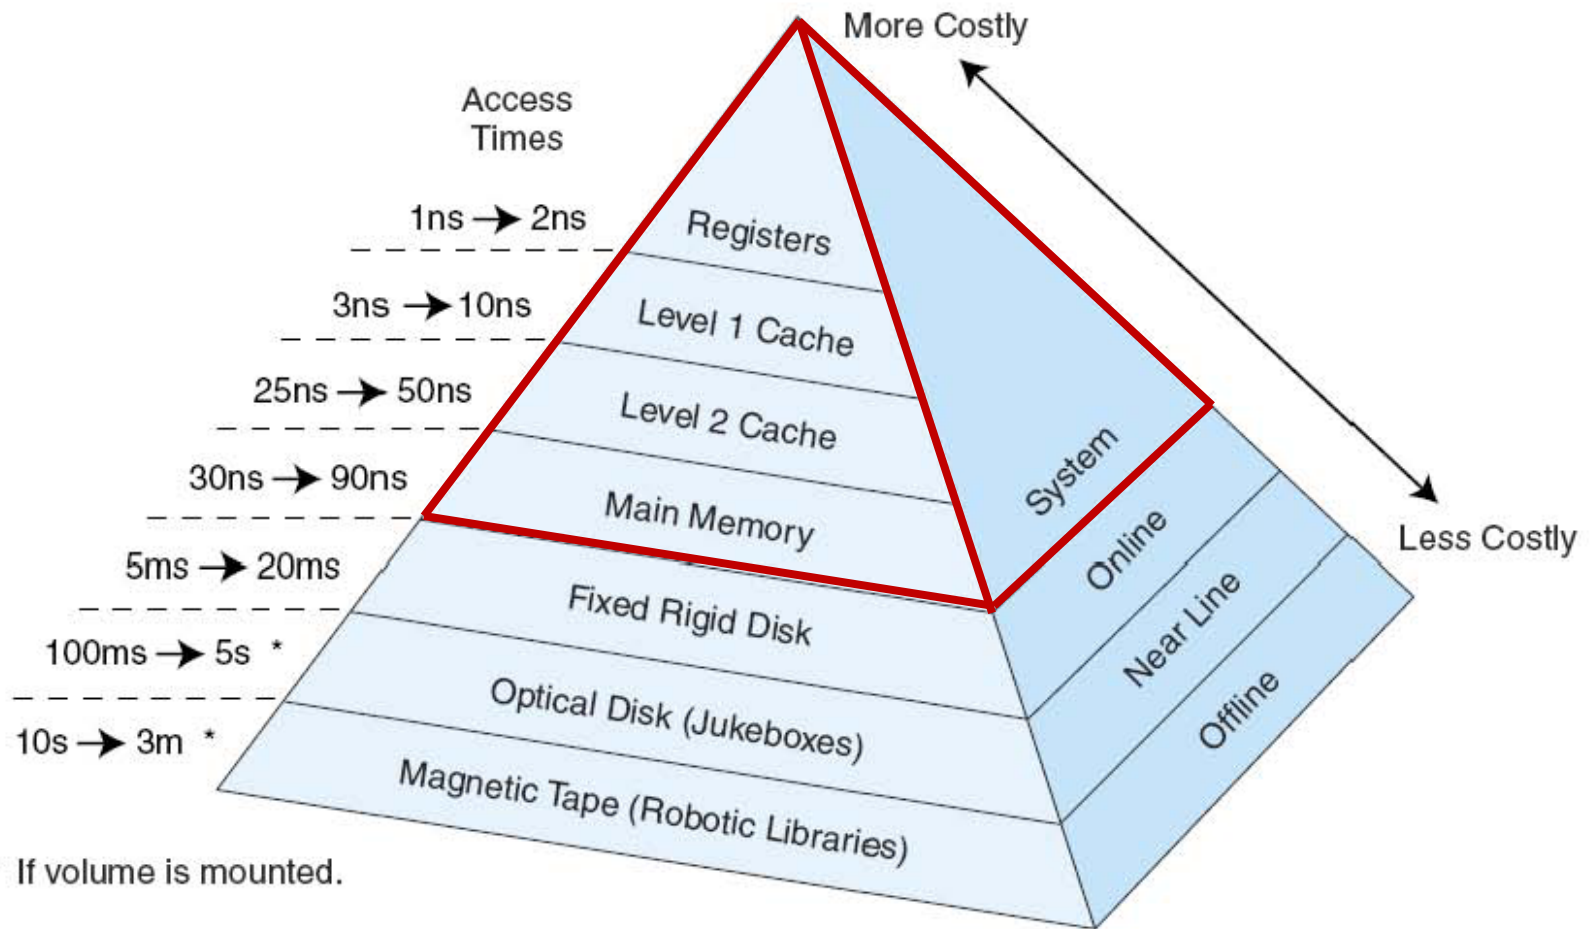 More Costly
Access
Times
1ns → 2ns
Registers
3ns → 10ns
Level 1 Cache
25ns → 50ns
Level 2 Cache
System
30ns → 90ns
Main Memory
Online
Less Costly
5ms → 20ms
Fixed Rigid Disk
Near Line
100ms → 5s *
Optical Disk (Jukeboxes)
Offline
10s → 3m *
Magnetic Tape (Robotic Libraries)
If volume is mounted.